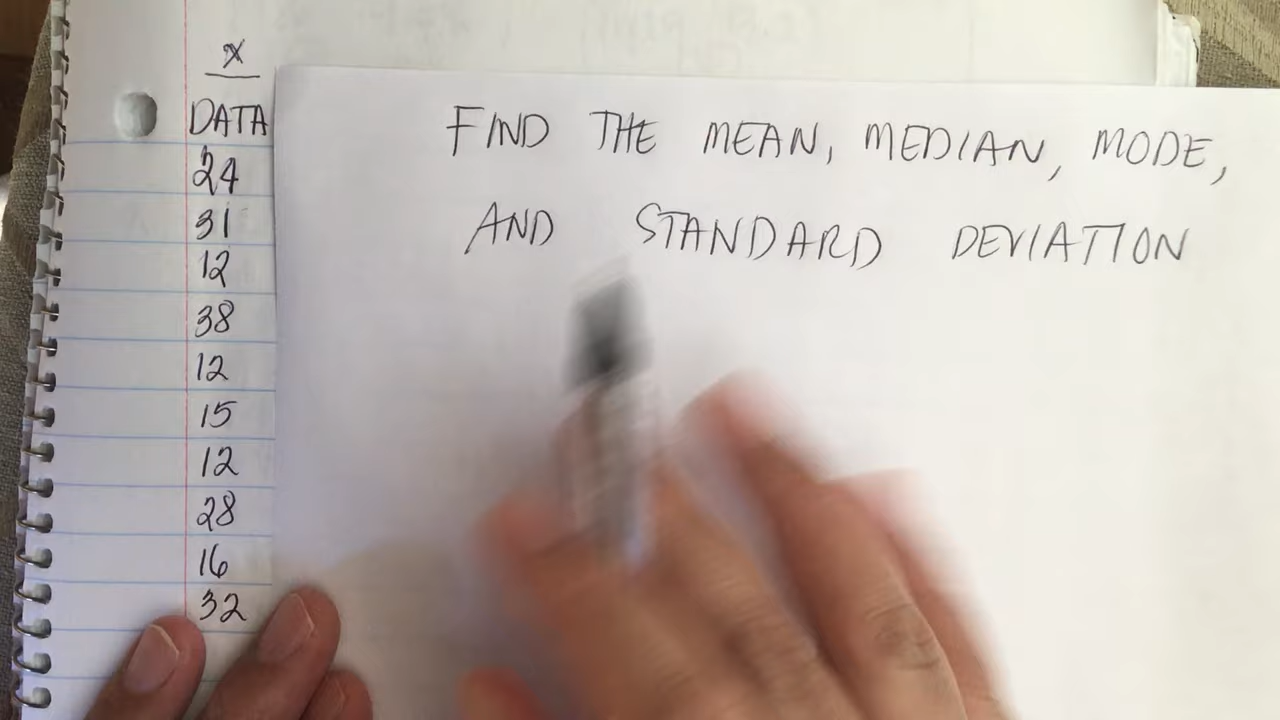 x
DATA
24
31
12
38
12
15
12
28
16
32
FIND THE MEAN, MEDIAN, MODE,
AND STANDARD DEVIATION